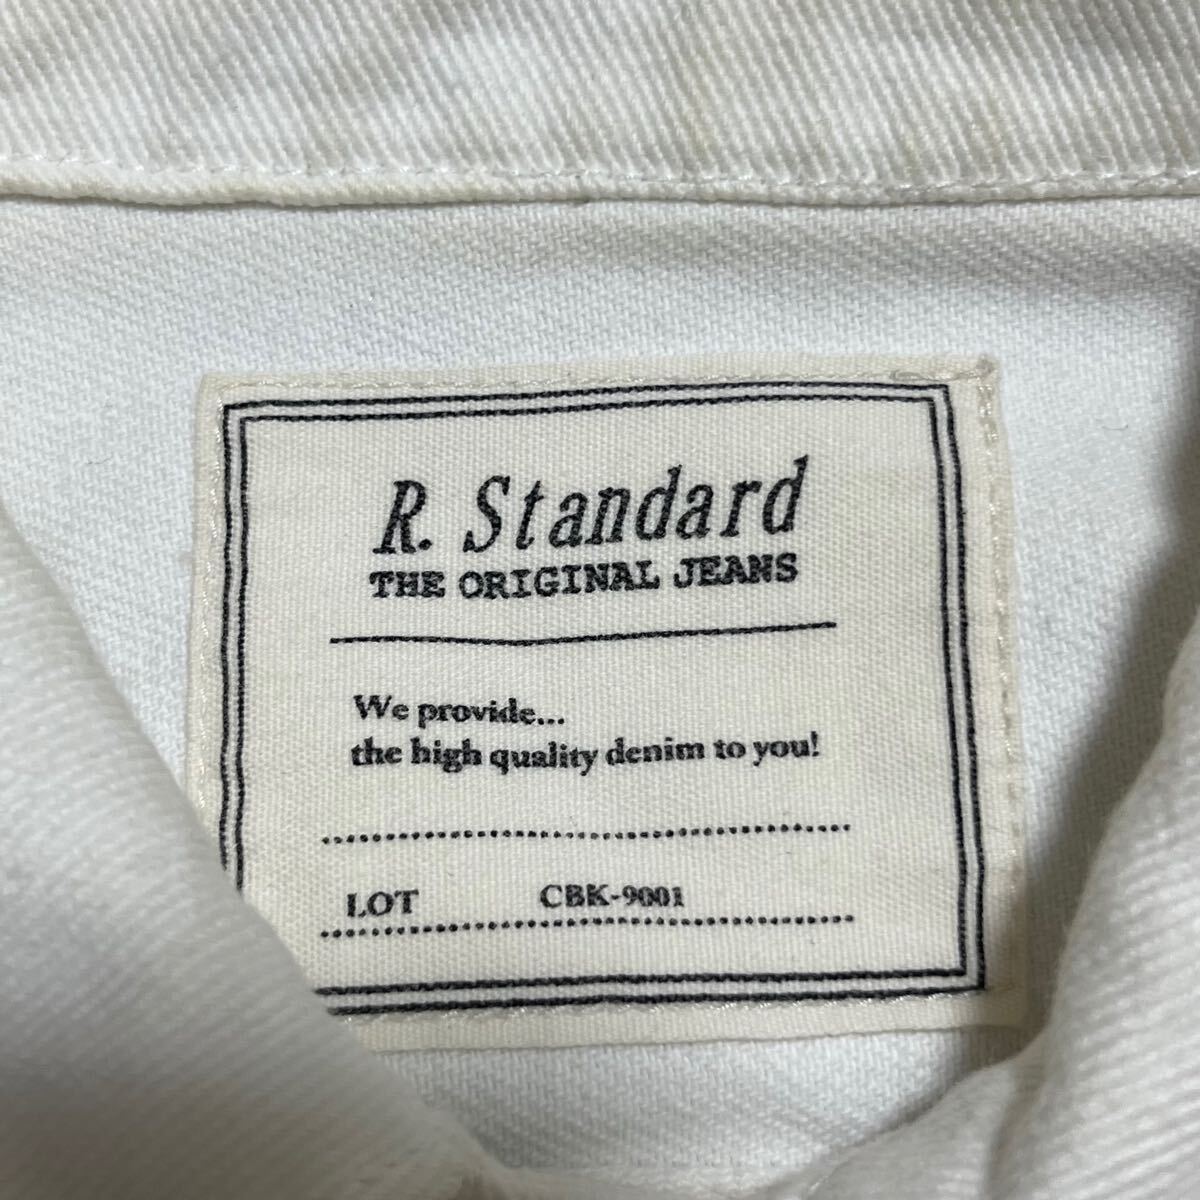 R. Standard
THE ORIGINAL JEANS
We provide...
the high quality denim to you!
LOT CBK-9001